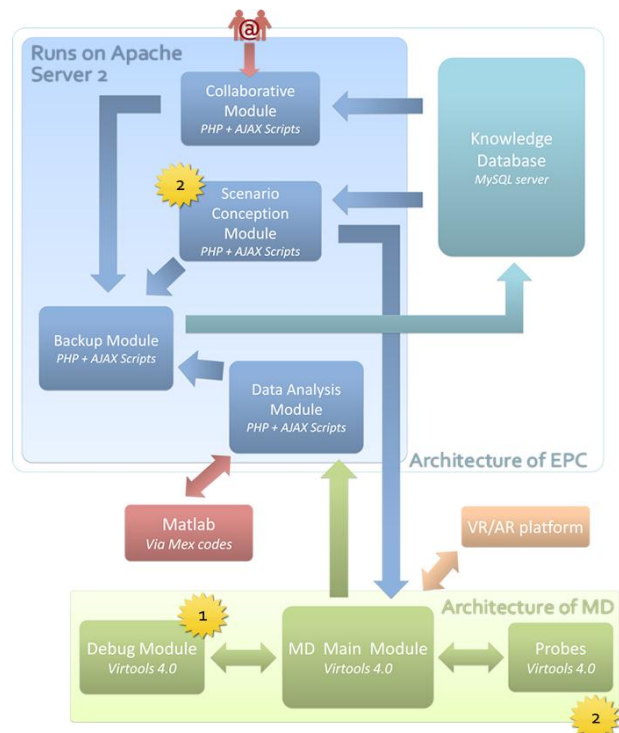 @
Runs on Apache
Server 2
Collaborative
Module
PHP + AJAX Scripts
Knowledge
Database
MySQL server
2
Scenario
Conception
Module
PHP + AJAX Scripts
Backup Module
PHP + AJAX Scripts
Data Analysis
Module
PHP + AJAX Scripts
Architecture of EPC
Matlab
Via Mex codes
VR/AR platform
Architecture of MD
1
Debug Module
Virtools 4.0
MD Main Module
Virtools 4.0
Probes
Virtools 4.0
2